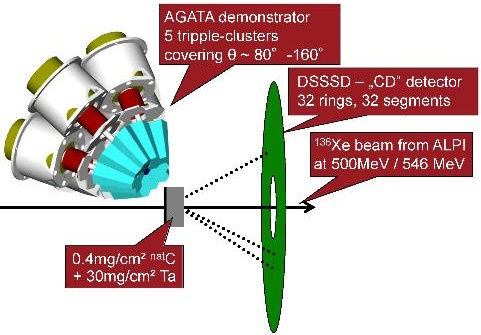 AGATA demonstrator
5 tripple-clusters
covering θ ~ 80° -160°
DSSSD – „CD“ detector
32 rings, 32 segments
¹³⁶Xe beam from ALPI
at 500MeV / 546 MeV
0.4mg/cm² ⁿᵃᵗC
+ 30mg/cm² Ta